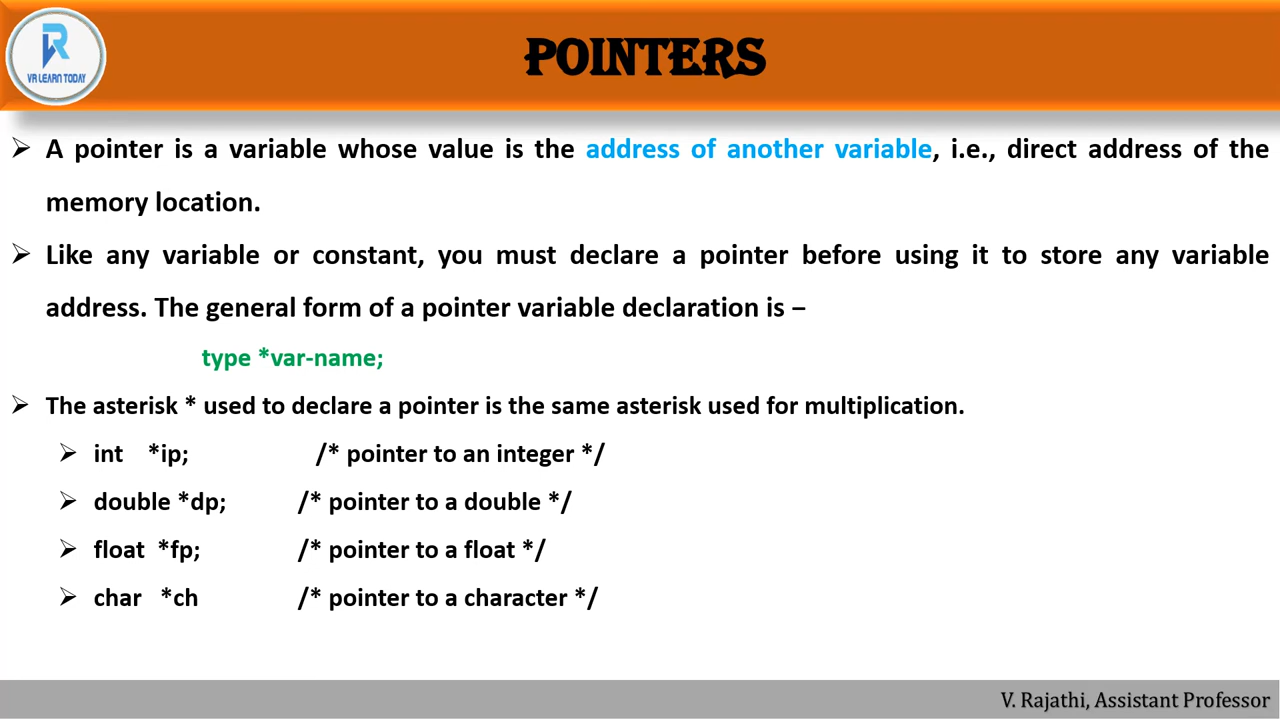 VR LEARN TODAY
POINTERS
➢ A pointer is a variable whose value is the address of another variable, i.e., direct address of the
memory location.
➢ Like any variable or constant, you must declare a pointer before using it to store any variable
address. The general form of a pointer variable declaration is −
type *var-name;
➢ The asterisk * used to declare a pointer is the same asterisk used for multiplication.
➢ int *ip; /* pointer to an integer */
➢ double *dp; /* pointer to a double */
➢ float *fp; /* pointer to a float */
➢ char *ch /* pointer to a character */
V. Rajathi, Assistant Professor